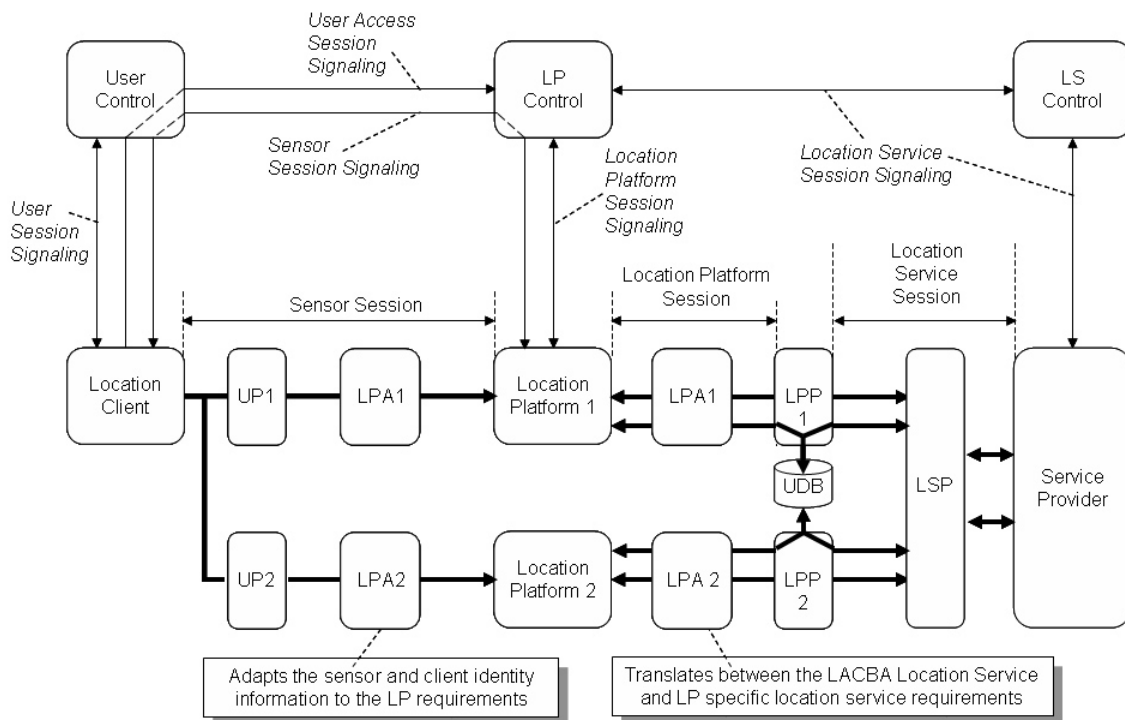 User Access
Session
Signaling
User
Control
LP
Control
LS
Control
Sensor
Session Signaling
Location
Platform
Session
Signaling
Location Service
Session Signaling
User
Session
Signaling
Sensor Session
Location Platform
Session
Location
Service
Session
Location
Client
UP1
LPA1
Location
Platform 1
LPA1
LPP
1
UDB
LSP
Service
Provider
UP2
LPA2
Location
Platform 2
LPA 2
LPP
2
Adapts the sensor and client identity
information to the LP requirements
Translates between the LACBA Location Service
and LP specific location service requirements